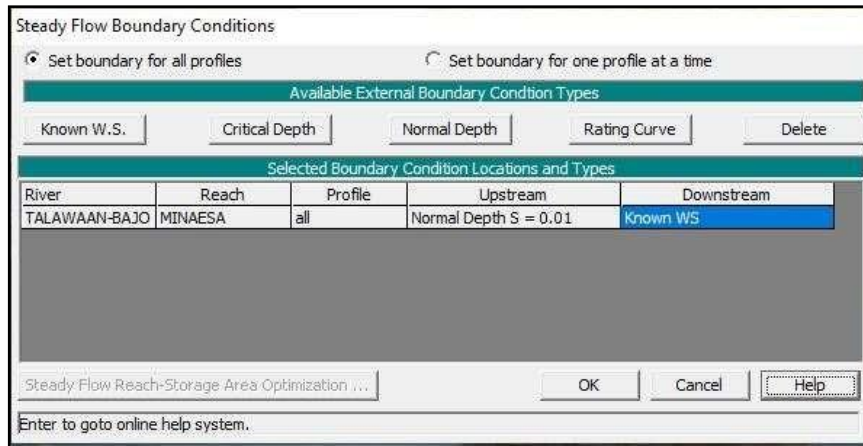 Steady Flow Boundary Conditions
Set boundary for all profiles Set boundary for one profile at a time
Available External Boundary Condtion Types
Known W.S. Critical Depth Normal Depth Rating Curve Delete
Selected Boundary Condition Locations and Types
River Reach Profile Upstream Downstream
TALAWAAN-BAJO MINAESA all Normal Depth S = 0.01 Known WS
Steady Flow Reach-Storage Area Optimization ... OK Cancel Help
Enter to goto online help system.